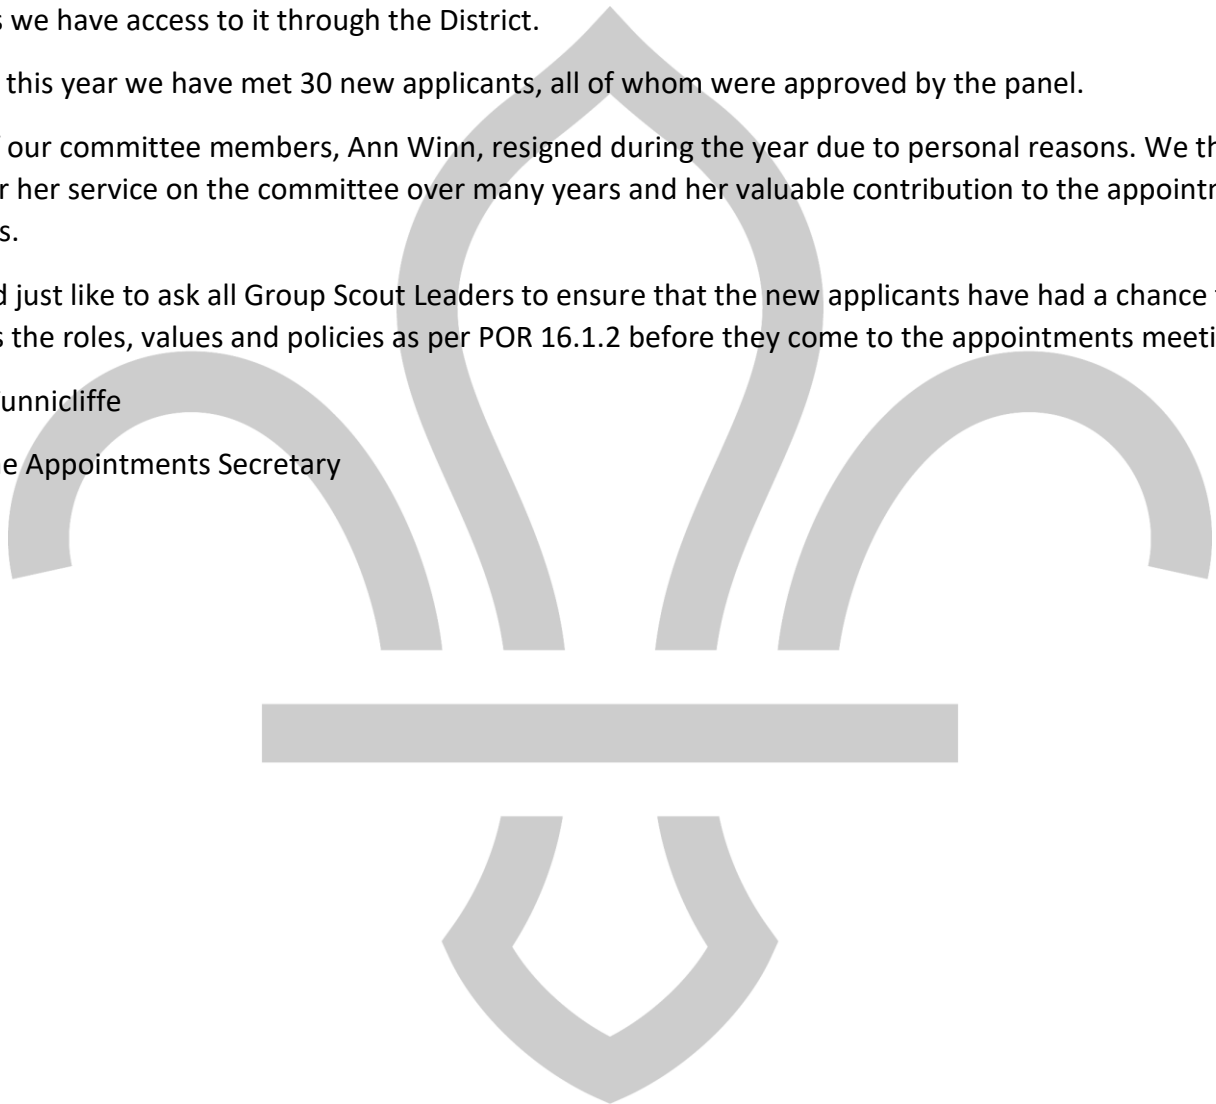 s we have access to it through the District.
this year we have met 30 new applicants, all of whom were approved by the panel.
our committee members, Ann Winn, resigned during the year due to personal reasons. We th
r her service on the committee over many years and her valuable contribution to the appointm
s.
d just like to ask all Group Scout Leaders to ensure that the new applicants have had a chance
s the roles, values and policies as per POR 16.1.2 before they come to the appointments meeti
unnicliffe
e Appointments Secretary